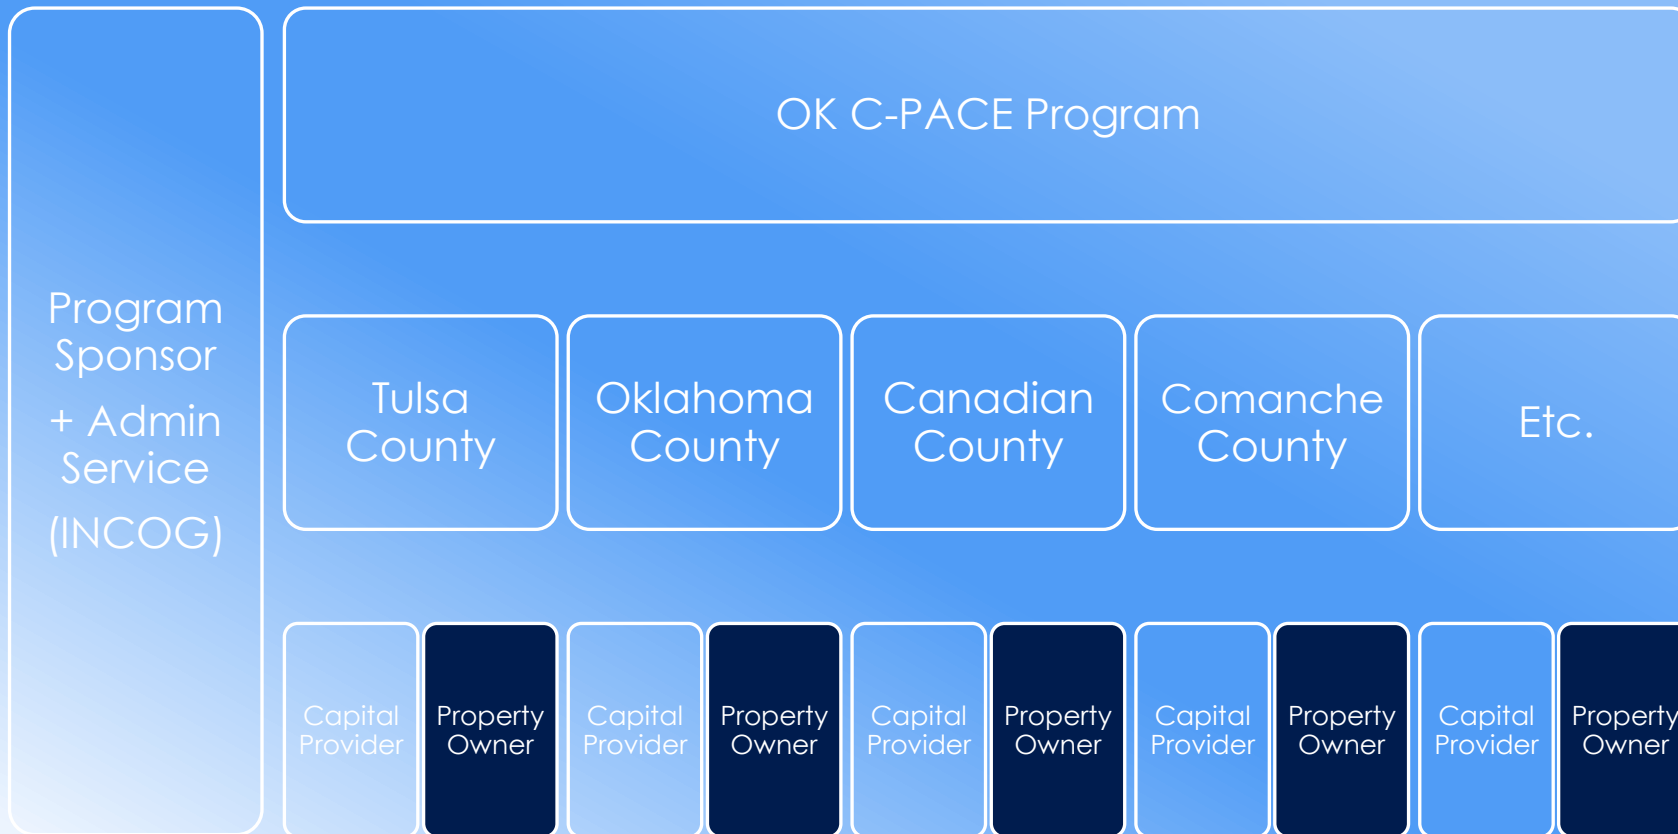 Program
Sponsor
+ Admin
Service
(INCOG)
OK C-PACE Program
Tulsa
County
Oklahoma
County
Canadian
County
Comanche
County
Etc.
Capital
Provider
Property
Owner
Capital
Provider
Property
Owner
Capital
Provider
Property
Owner
Capital
Provider
Property
Owner
Capital
Provider
Property
Owner